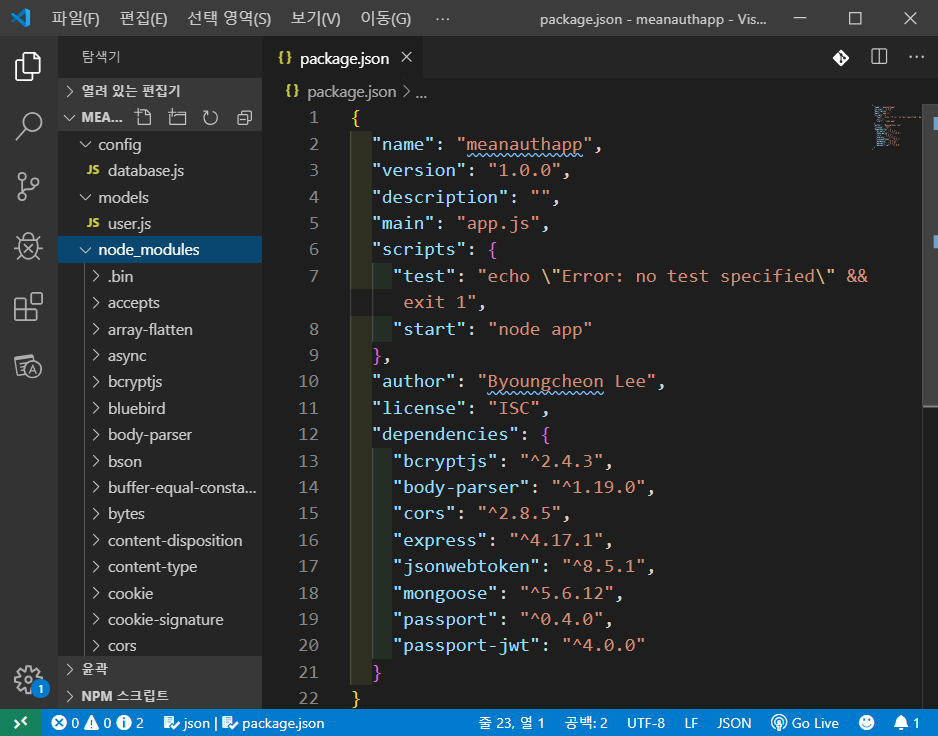 파일(F) 편집(E) 선택 영역(S) 보기(V) 이동(G) ··· package.json - meanauthapp - Vis...
탐색기
열려 있는 편집기
MEA...
config
JS database.js
models
JS user.js
node_modules
.bin
accepts
array-flatten
async
bcryptjs
bluebird
body-parser
bson
buffer-equal-consta...
bytes
content-disposition
content-type
cookie
cookie-signature
cors
윤곽
NPM 스크립트
1
{} package.json
{} package.json > ...
1 {
2 "name": "meanauthapp",
3 "version": "1.0.0",
4 "description": "",
5 "main": "app.js",
6 "scripts": {
7 "test": "echo \"Error: no test specified\" &&
exit 1",
8 "start": "node app"
9 },
10 "author": "Byoungcheon Lee",
11 "license": "ISC",
12 "dependencies": {
13 "bcryptjs": "^2.4.3",
14 "body-parser": "^1.19.0",
15 "cors": "^2.8.5",
16 "express": "^4.17.1",
17 "jsonwebtoken": "^8.5.1",
18 "mongoose": "^5.6.12",
19 "passport": "^0.4.0",
20 "passport-jwt": "^4.0.0"
21 }
22 }
0 0 2 json | package.json 줄 23, 열 1 공백: 2 UTF-8 LF JSON Go Live 1